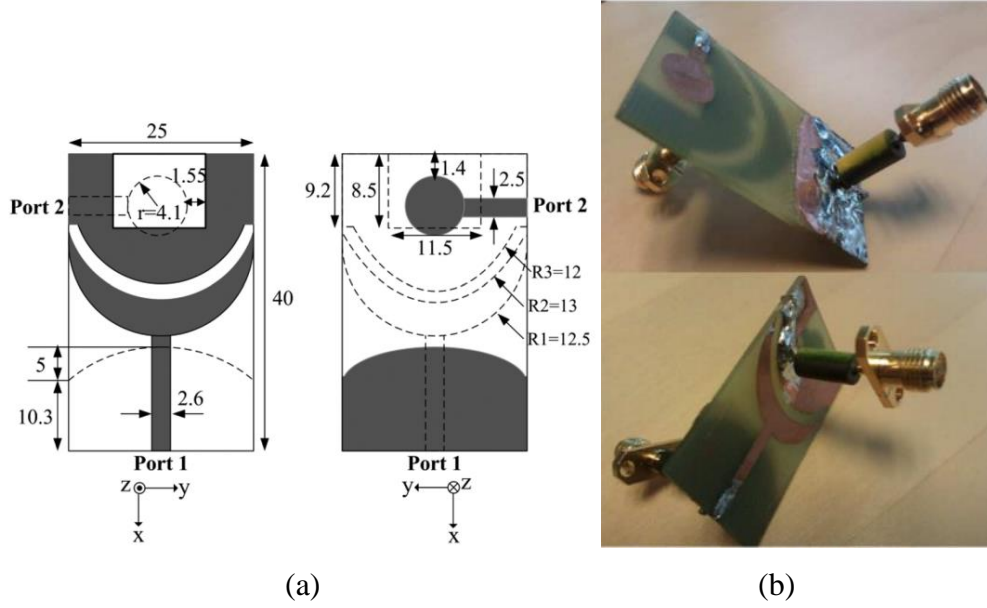 25
1.55
Port 2
r=4.1
40
5
10.3
2.6
Port 1
z
y
x
9.2
8.5
1.4
2.5
Port 2
11.5
R3=12
R2=13
R1=12.5
Port 1
y
z
x
(a)
(b)